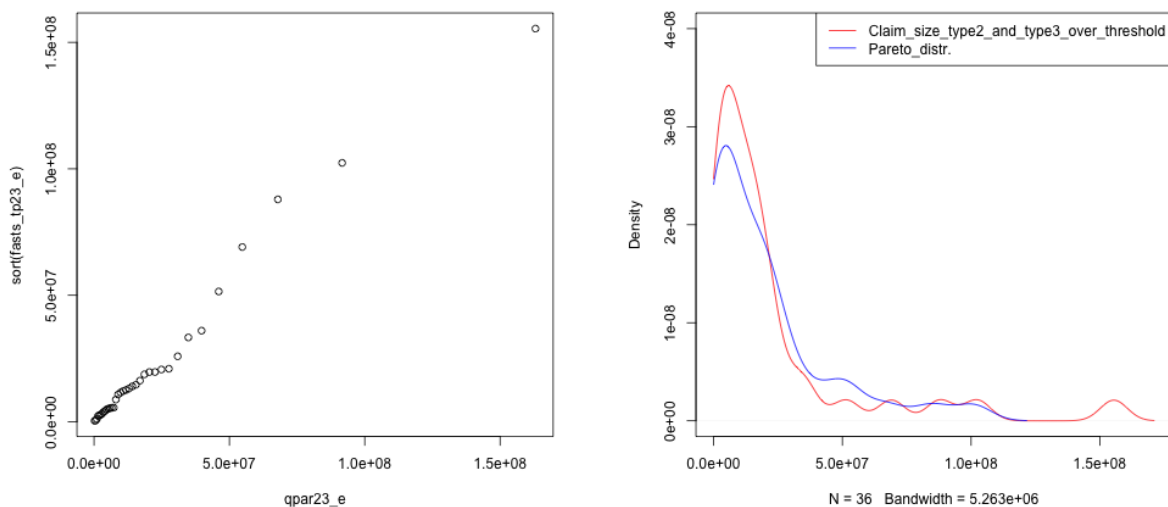 sort(fasts_tp23_e)
1.5e+08
1.0e+08
5.0e+07
0.0e+00
0.0e+00 5.0e+07 1.0e+08 1.5e+08
qpar23_e
Claim_size_type2_and_type3_over_threshold
Pareto_distr.
Density
4e-08
3e-08
2e-08
1e-08
0e+00
0.0e+00 5.0e+07 1.0e+08 1.5e+08
N = 36 Bandwidth = 5.263e+06